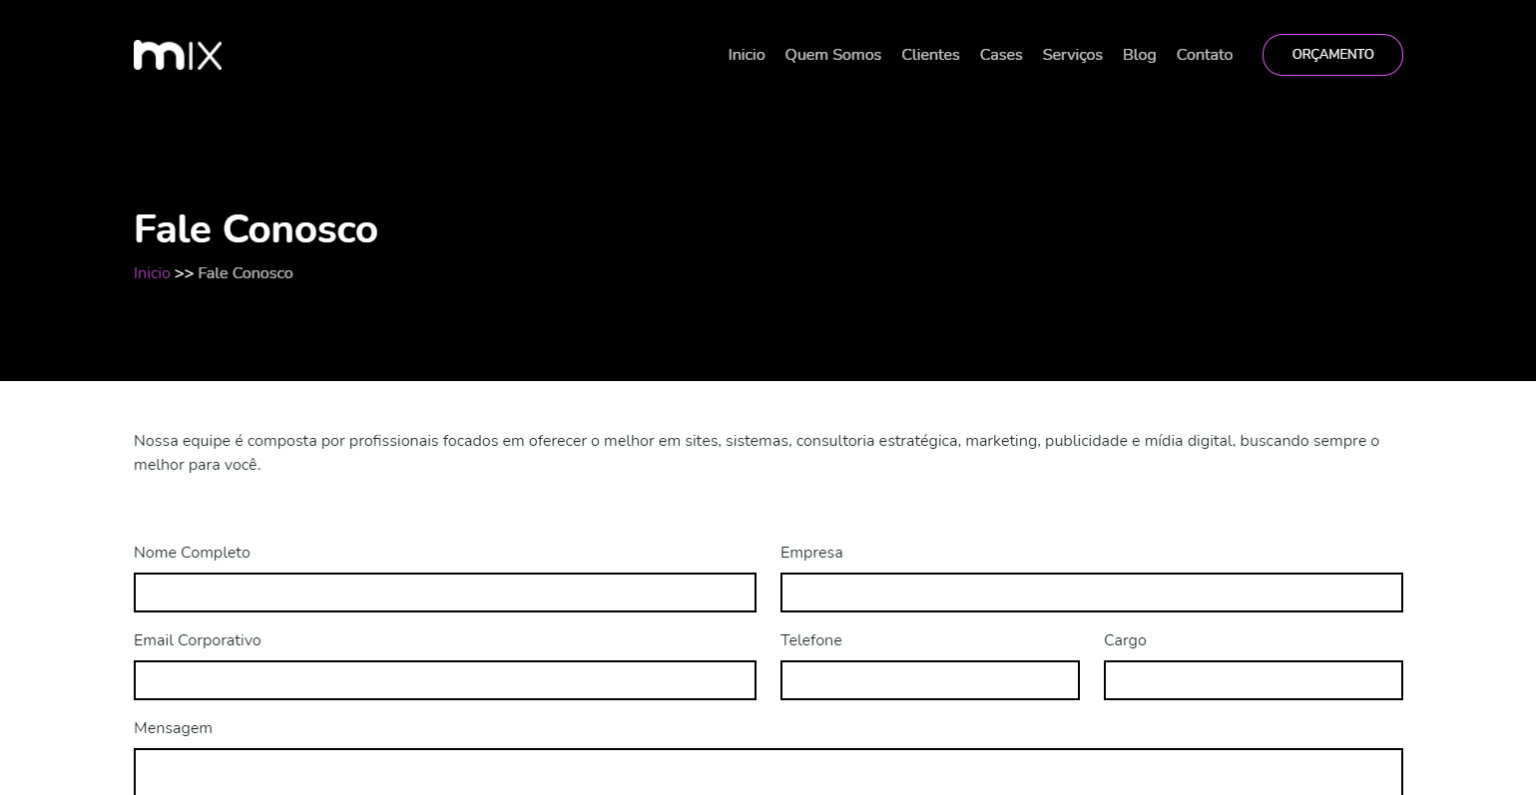 mix
Inicio Quem Somos Clientes Cases Serviços Blog Contato ORÇAMENTO
Fale Conosco
Inicio >> Fale Conosco
Nossa equipe é composta por profissionais focados em oferecer o melhor em sites, sistemas, consultoria estratégica, marketing, publicidade e mídia digital, buscando sempre o
melhor para você.
Nome Completo Empresa
Email Corporativo Telefone Cargo
Mensagem